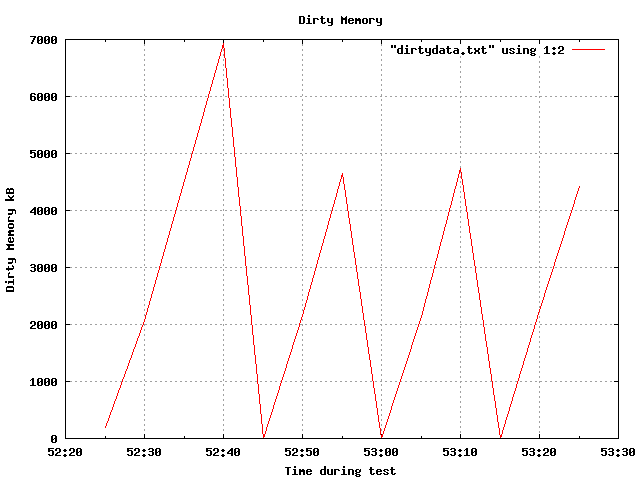 Dirty Memory
7000
"dirtydata.txt" using 1:2
6000
5000
4000
Dirty Memory kB
3000
2000
1000
0
52:20 52:30 52:40 52:50 53:00 53:10 53:20 53:30
Time during test